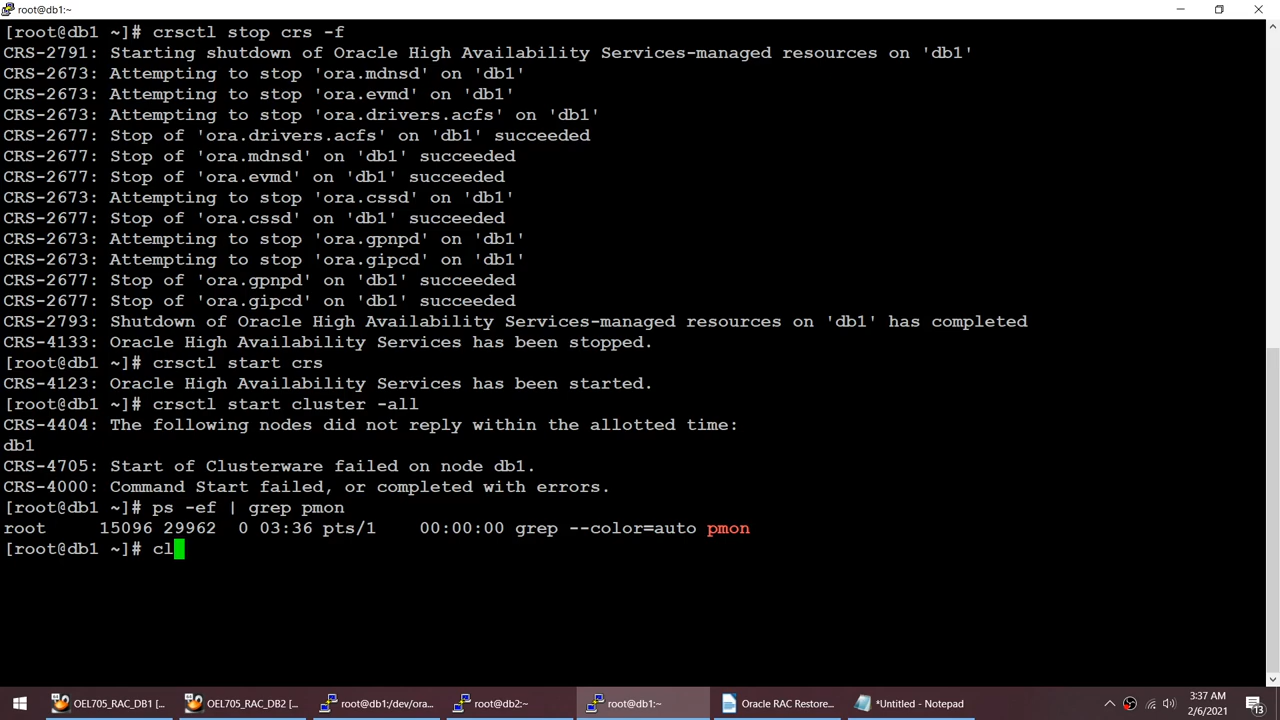 root@db1:~
[root@db1 ~]# crsctl stop crs -f
CRS-2791: Starting shutdown of Oracle High Availability Services-managed resources on 'db1'
CRS-2673: Attempting to stop 'ora.mdnsd' on 'db1'
CRS-2673: Attempting to stop 'ora.evmd' on 'db1'
CRS-2673: Attempting to stop 'ora.drivers.acfs' on 'db1'
CRS-2677: Stop of 'ora.drivers.acfs' on 'db1' succeeded
CRS-2677: Stop of 'ora.mdnsd' on 'db1' succeeded
CRS-2677: Stop of 'ora.evmd' on 'db1' succeeded
CRS-2673: Attempting to stop 'ora.cssd' on 'db1'
CRS-2677: Stop of 'ora.cssd' on 'db1' succeeded
CRS-2673: Attempting to stop 'ora.gpnpd' on 'db1'
CRS-2673: Attempting to stop 'ora.gipcd' on 'db1'
CRS-2677: Stop of 'ora.gpnpd' on 'db1' succeeded
CRS-2677: Stop of 'ora.gipcd' on 'db1' succeeded
CRS-2793: Shutdown of Oracle High Availability Services-managed resources on 'db1' has completed
CRS-4133: Oracle High Availability Services has been stopped.
[root@db1 ~]# crsctl start crs
CRS-4123: Oracle High Availability Services has been started.
[root@db1 ~]# crsctl start cluster -all
CRS-4404: The following nodes did not reply within the allotted time:
db1
CRS-4705: Start of Clusterware failed on node db1.
CRS-4000: Command Start failed, or completed with errors.
[root@db1 ~]# ps -ef | grep pmon
root     15096 29962  0 03:36 pts/1    00:00:00 grep --color=auto pmon
[root@db1 ~]# cl
OEL705_RAC_DB1 [... OEL705_RAC_DB2 [... root@db1:/dev/ora... root@db2:~ root@db1:~ Oracle RAC Restore... *Untitled - Notepad 3:37 AM
2/6/2021 13